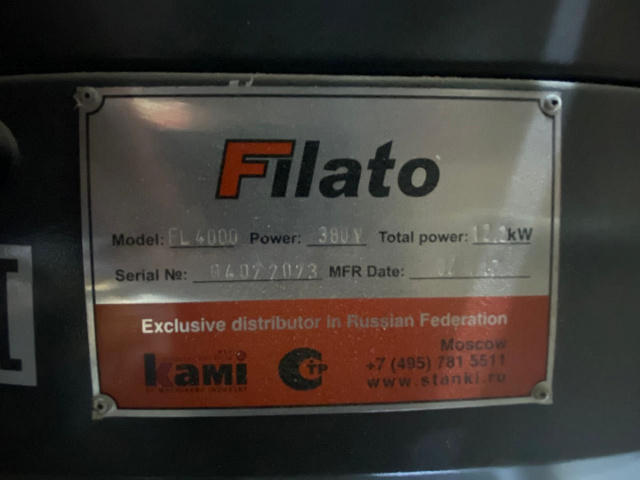 Filato
Model: FL 4000 Power: 380V Total power: kW
Serial №: MFR Date:
Exclusive distributor in Russian Federation
Moscow
Kami СТР +7 (495) 781 5511
www.stanki.ru